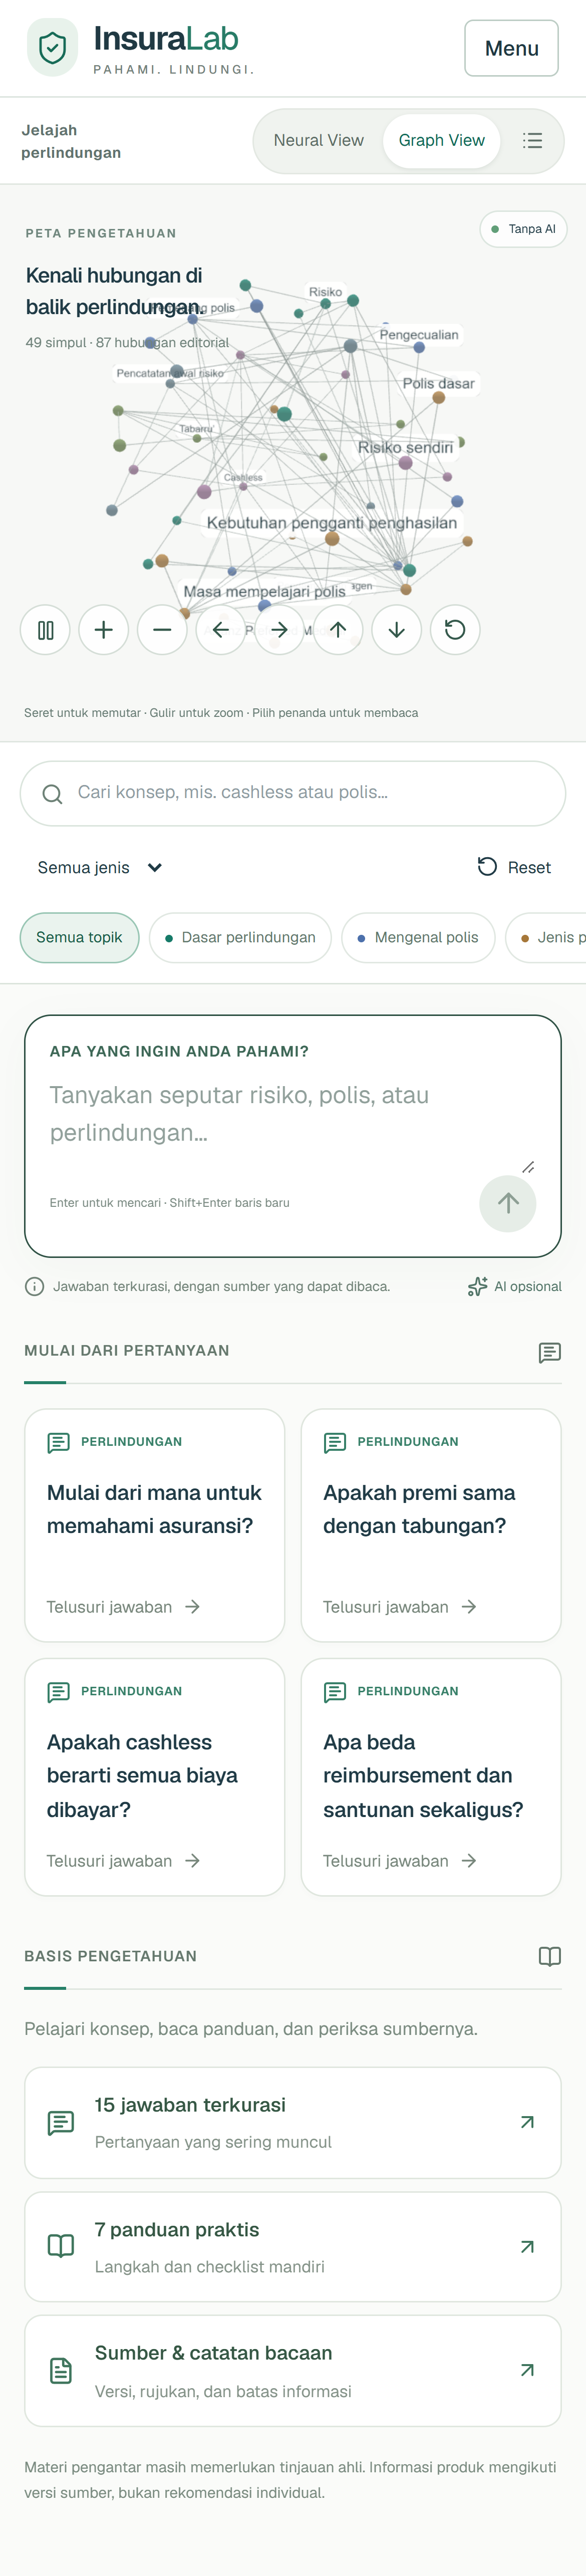 InsuraLab
PAHAMI. LINDUNGI.
Menu
Jelajah
perlindungan
Neural View
Graph View
PETA PENGETAHUAN
Tanpa AI
Kenali hubungan di
balik perlindungan.
49 simpul · 87 hubungan editorial
Risiko
polis
Pengecualian
Pencatatan awal risiko
Polis dasar
Tabarru'
Risiko sendiri
Cashless
Kebutuhan pengganti penghasilan
Masa mempelajari polis
Seret untuk memutar · Gulir untuk zoom · Pilih penanda untuk membaca
Cari konsep, mis. cashless atau polis...
Semua jenis
Reset
Semua topik
Dasar perlindungan
Mengenal polis
Jenis p
APA YANG INGIN ANDA PAHAMI?
Tanyakan seputar risiko, polis, atau
perlindungan...
Enter untuk mencari · Shift+Enter baris baru
Jawaban terkurasi, dengan sumber yang dapat dibaca.
AI opsional
MULAI DARI PERTANYAAN
PERLINDUNGAN
Mulai dari mana untuk
memahami asuransi?
Telusuri jawaban
PERLINDUNGAN
Apakah premi sama
dengan tabungan?
Telusuri jawaban
PERLINDUNGAN
Apakah cashless
berarti semua biaya
dibayar?
Telusuri jawaban
PERLINDUNGAN
Apa beda
reimbursement dan
santunan sekaligus?
Telusuri jawaban
BASIS PENGETAHUAN
Pelajari konsep, baca panduan, dan periksa sumbernya.
15 jawaban terkurasi
Pertanyaan yang sering muncul
7 panduan praktis
Langkah dan checklist mandiri
Sumber & catatan bacaan
Versi, rujukan, dan batas informasi
Materi pengantar masih memerlukan tinjauan ahli. Informasi produk mengikuti
versi sumber, bukan rekomendasi individual.